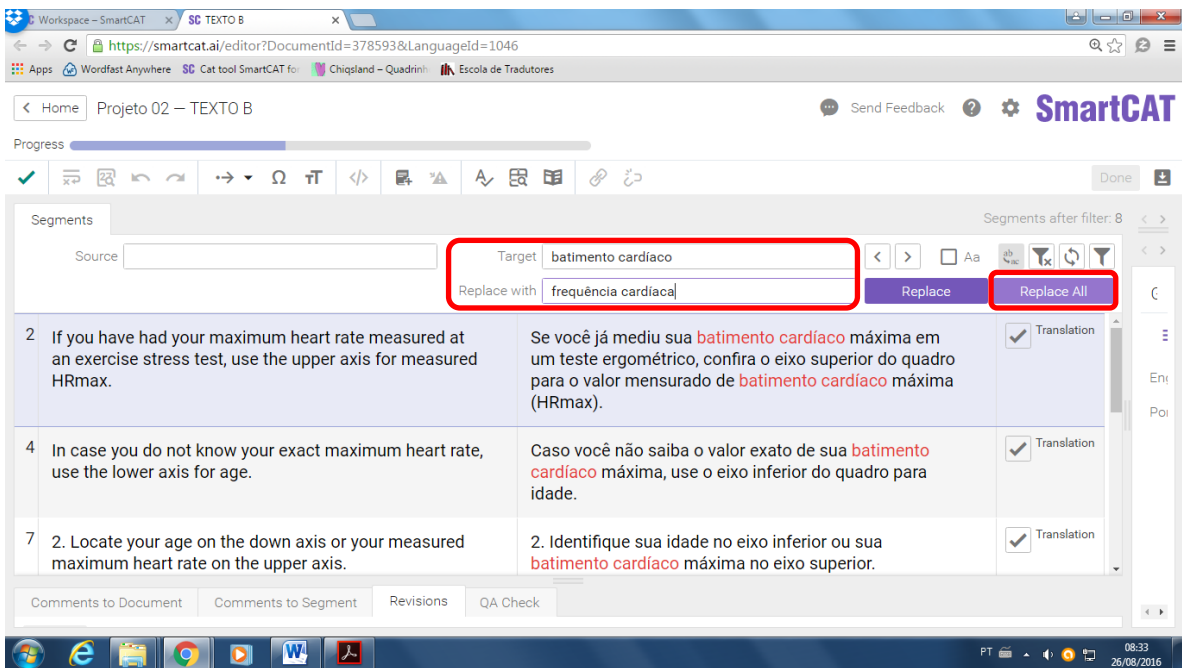 Workspace – SmartCAT
SC TEXTO B
https://smartcat.ai/editor?DocumentId=378593&LanguageId=1046
Apps Wordfast Anywhere SC Cat tool SmartCAT for Chiqsland – Quadrinh Escola de Tradutores
Home Projeto 02 — TEXTO B
Send Feedback ? SmartCAT
Progress
Done
Segments
Segments after filter: 8
Source
Target batimento cardíaco
Aa
Replace with frequência cardíaca
Replace Replace All
2 If you have had your maximum heart rate measured at
an exercise stress test, use the upper axis for measured
HRmax.
Se você já mediu sua batimento cardíaco máxima em
um teste ergométrico, confira o eixo superior do quadro
para o valor mensurado de batimento cardíaco máxima
(HRmax).
Translation
4 In case you do not know your exact maximum heart rate,
use the lower axis for age.
Caso você não saiba o valor exato de sua batimento
cardíaco máxima, use o eixo inferior do quadro para
idade.
Translation
7 2. Locate your age on the down axis or your measured
maximum heart rate on the upper axis.
2. Identifique sua idade no eixo inferior ou sua
batimento cardíaco máxima no eixo superior.
Translation
Comments to Document Comments to Segment Revisions QA Check
PT
08:33
26/08/2016